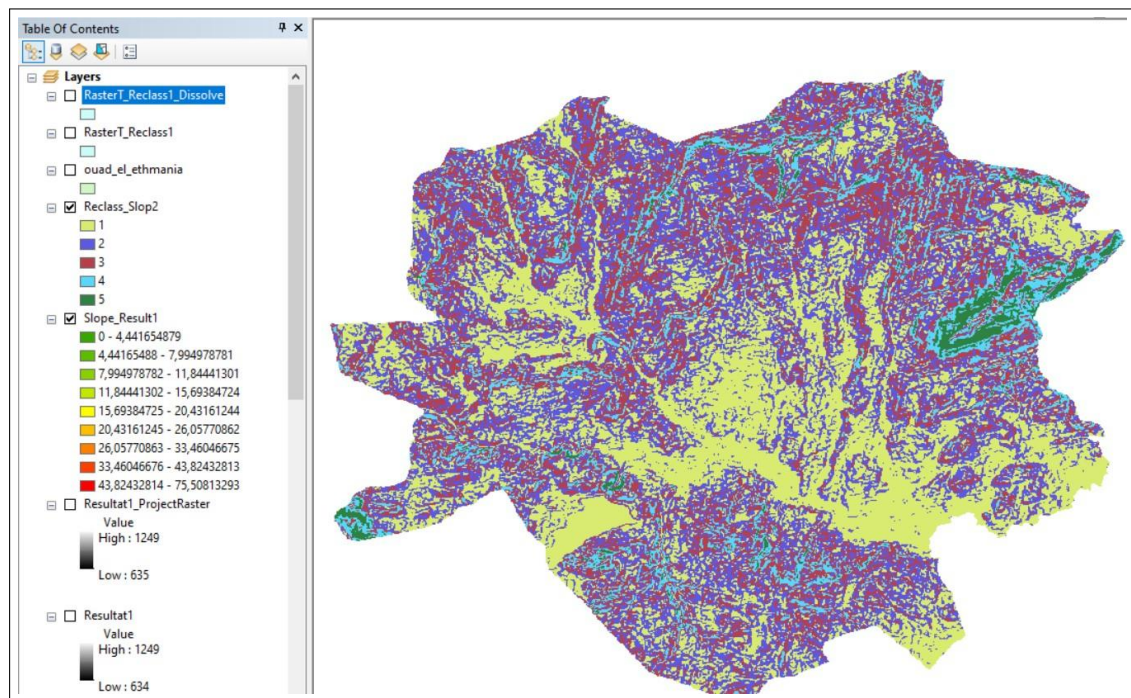 Table Of Contents
Layers
RasterT_Reclass1_Dissolve
RasterT_Reclass1
ouad_el_ethmania
Reclass_Slop2
1
2
3
4
5
Slope_Result1
0 - 4,441654879
4,44165488 - 7,994978781
7,994978782 - 11,84441301
11,84441302 - 15,69384724
15,69384725 - 20,43161244
20,43161245 - 26,05770862
26,05770863 - 33,46046675
33,46046676 - 43,82432813
43,82432814 - 75,50813293
Resultat1_ProjectRaster
Value
High : 1249
Low : 635
Resultat1
Value
High : 1249
Low : 634